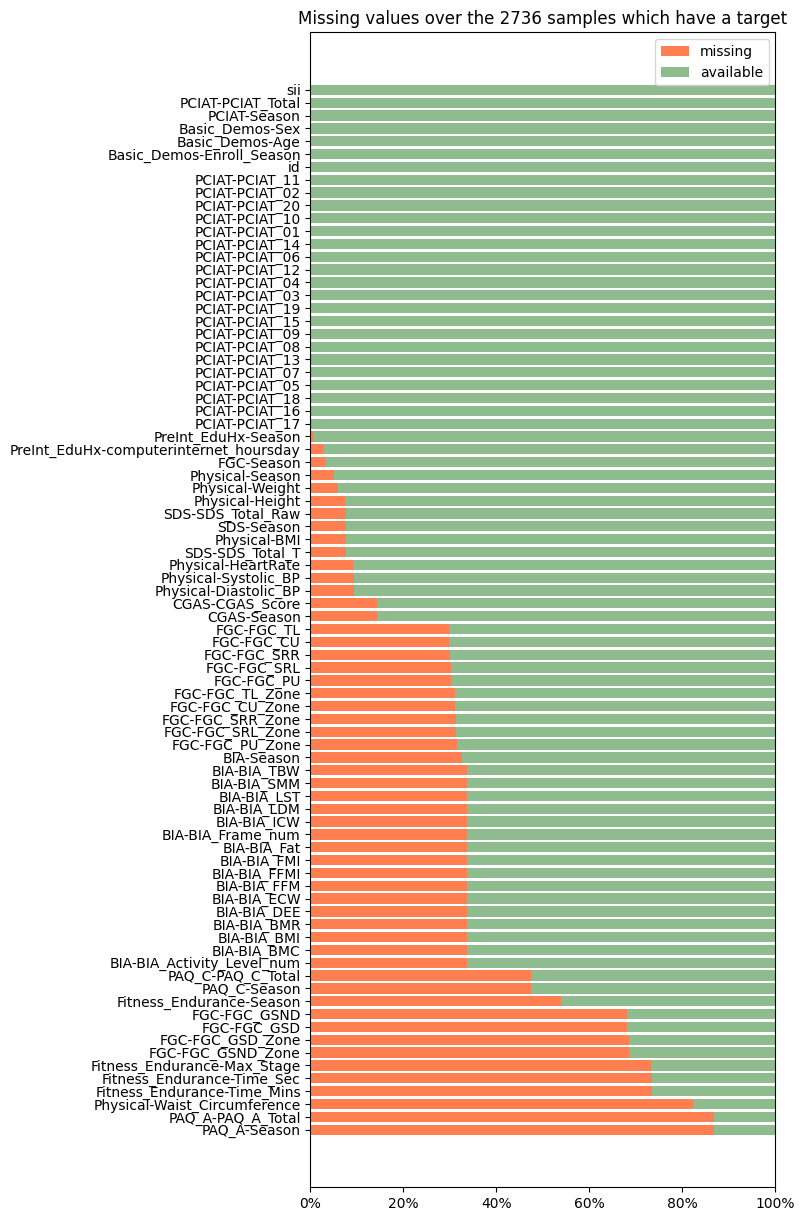 Missing values over the 2736 samples which have a target
missing
available
sii
PCIAT-PCIAT_Total
PCIAT-Season
Basic_Demos-Sex
Basic_Demos-Age
Basic_Demos-Enroll_Season
id
PCIAT-PCIAT_11
PCIAT-PCIAT_02
PCIAT-PCIAT_20
PCIAT-PCIAT_10
PCIAT-PCIAT_01
PCIAT-PCIAT_14
PCIAT-PCIAT_06
PCIAT-PCIAT_12
PCIAT-PCIAT_04
PCIAT-PCIAT_03
PCIAT-PCIAT_19
PCIAT-PCIAT_15
PCIAT-PCIAT_09
PCIAT-PCIAT_08
PCIAT-PCIAT_13
PCIAT-PCIAT_07
PCIAT-PCIAT_05
PCIAT-PCIAT_18
PCIAT-PCIAT_16
PCIAT-PCIAT_17
PreInt_EduHx-Season
PreInt_EduHx-computerinternet_hoursday
FGC-Season
Physical-Season
Physical-Weight
Physical-Height
SDS-SDS_Total_Raw
SDS-Season
Physical-BMI
SDS-SDS_Total_T
Physical-HeartRate
Physical-Systolic_BP
Physical-Diastolic_BP
CGAS-CGAS_Score
CGAS-Season
FGC-FGC_TL
FGC-FGC_CU
FGC-FGC_SRR
FGC-FGC_SRL
FGC-FGC_PU
FGC-FGC_TL_Zone
FGC-FGC_CU_Zone
FGC-FGC_SRR_Zone
FGC-FGC_SRL_Zone
FGC-FGC_PU_Zone
BIA-Season
BIA-BIA_TBW
BIA-BIA_SMM
BIA-BIA_LST
BIA-BIA_LDM
BIA-BIA_ICW
BIA-BIA_Frame_num
BIA-BIA_Fat
BIA-BIA_FMI
BIA-BIA_FFMI
BIA-BIA_FFM
BIA-BIA_ECW
BIA-BIA_DEE
BIA-BIA_BMR
BIA-BIA_BMI
BIA-BIA_BMC
BIA-BIA_Activity_Level_num
PAQ_C-PAQ_C_Total
PAQ_C-Season
Fitness_Endurance-Season
FGC-FGC_GSND
FGC-FGC_GSD
FGC-FGC_GSD_Zone
FGC-FGC_GSND_Zone
Fitness_Endurance-Max_Stage
Fitness_Endurance-Time_Sec
Fitness_Endurance-Time_Mins
Physical-Waist_Circumference
PAQ_A-PAQ_A_Total
PAQ_A-Season
0% 20% 40% 60% 80% 100%